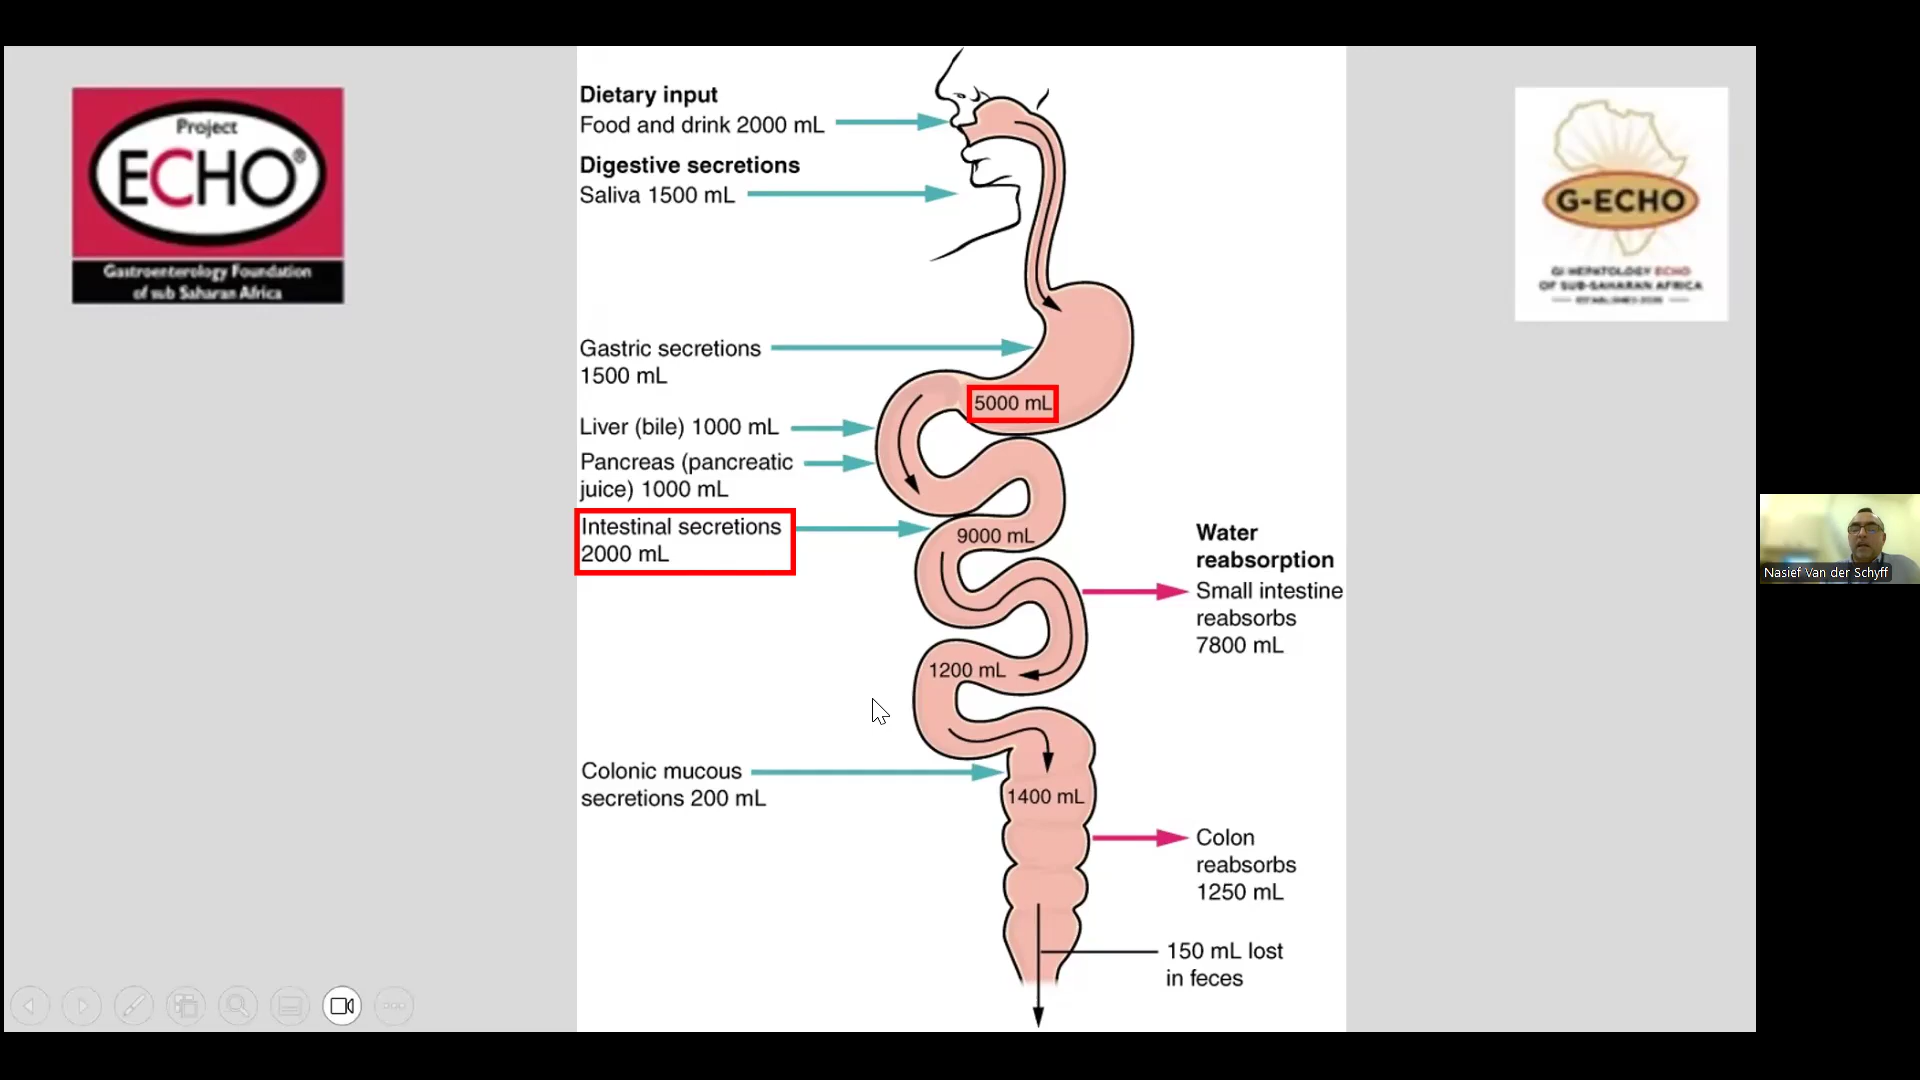 Project
ECHO®
Gastroenterology Foundation
of sub Saharan Africa
Dietary input
Food and drink 2000 mL
Digestive secretions
Saliva 1500 mL
Gastric secretions
1500 mL
5000 mL
Liver (bile) 1000 mL
Pancreas (pancreatic
juice) 1000 mL
Intestinal secretions
2000 mL
9000 mL
Water
reabsorption
Small intestine
reabsorbs
7800 mL
1200 mL
Colonic mucous
secretions 200 mL
1400 mL
Colon
reabsorbs
1250 mL
150 mL lost
in feces
G-ECHO
GI HEPATOLOGY ECHO
OF SUB-SAHARAN AFRICA
Nasief Van der Schyff